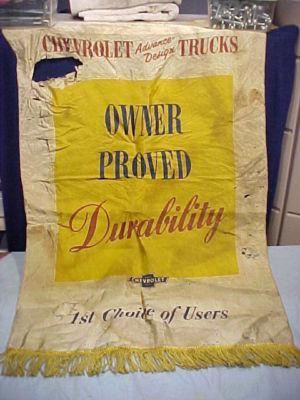 CHEVROLET Advance-Design TRUCKS
OWNER
PROVED
Durability
CHEVROLET
1st Choice of Users